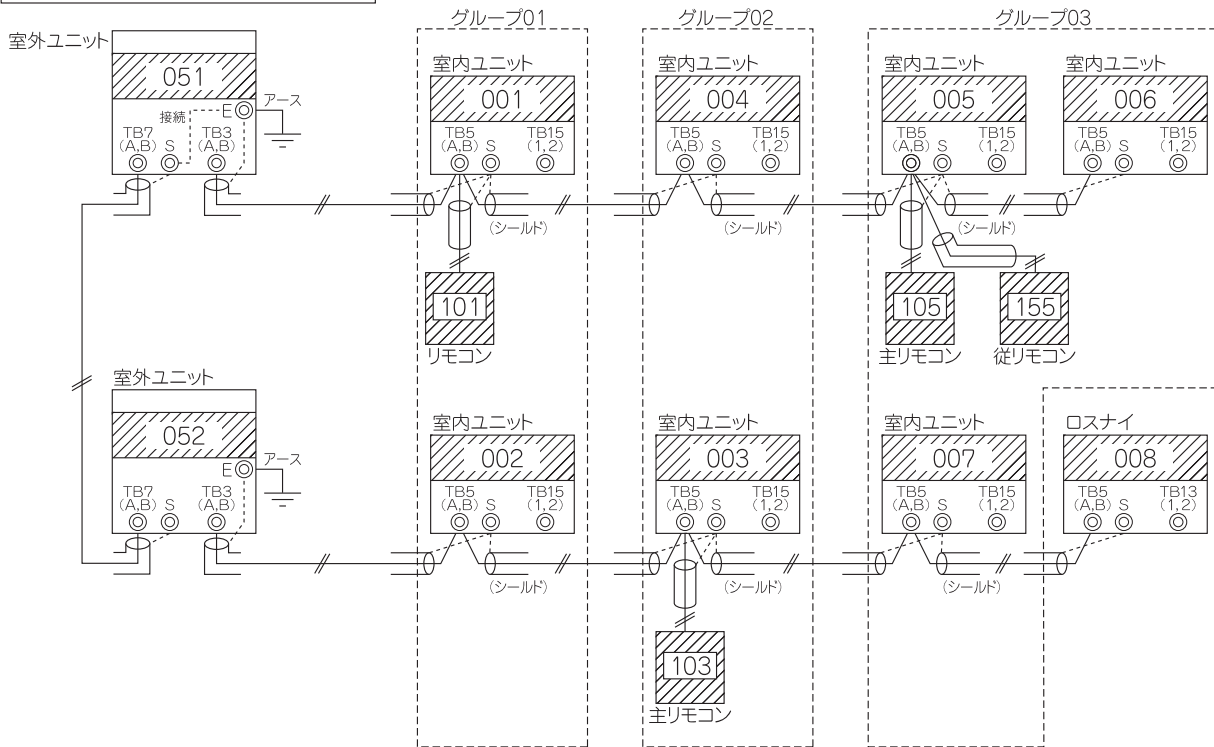 グループ01
グループ02
グループ03
室外ユニット
051
E
アース
接続
TB7
(A,B)
S
TB3
(A,B)
室内ユニット
001
TB5
(A,B)
S
TB15
(1,2)
室内ユニット
004
TB5
(A,B)
S
TB15
(1,2)
室内ユニット
005
TB5
(A,B)
S
TB15
(1,2)
室内ユニット
006
TB5
(A,B)
S
TB15
(1,2)
(シールド)
(シールド)
(シールド)
101
リモコン
105
主リモコン
155
従リモコン
室外ユニット
052
E
アース
TB7
(A,B)
S
TB3
(A,B)
室内ユニット
002
TB5
(A,B)
S
TB15
(1,2)
室内ユニット
003
TB5
(A,B)
S
TB15
(1,2)
室内ユニット
007
TB5
(A,B)
S
TB15
(1,2)
ロスナイ
008
TB5
(A,B)
S
TB13
(1,2)
(シールド)
(シールド)
(シールド)
103
主リモコン